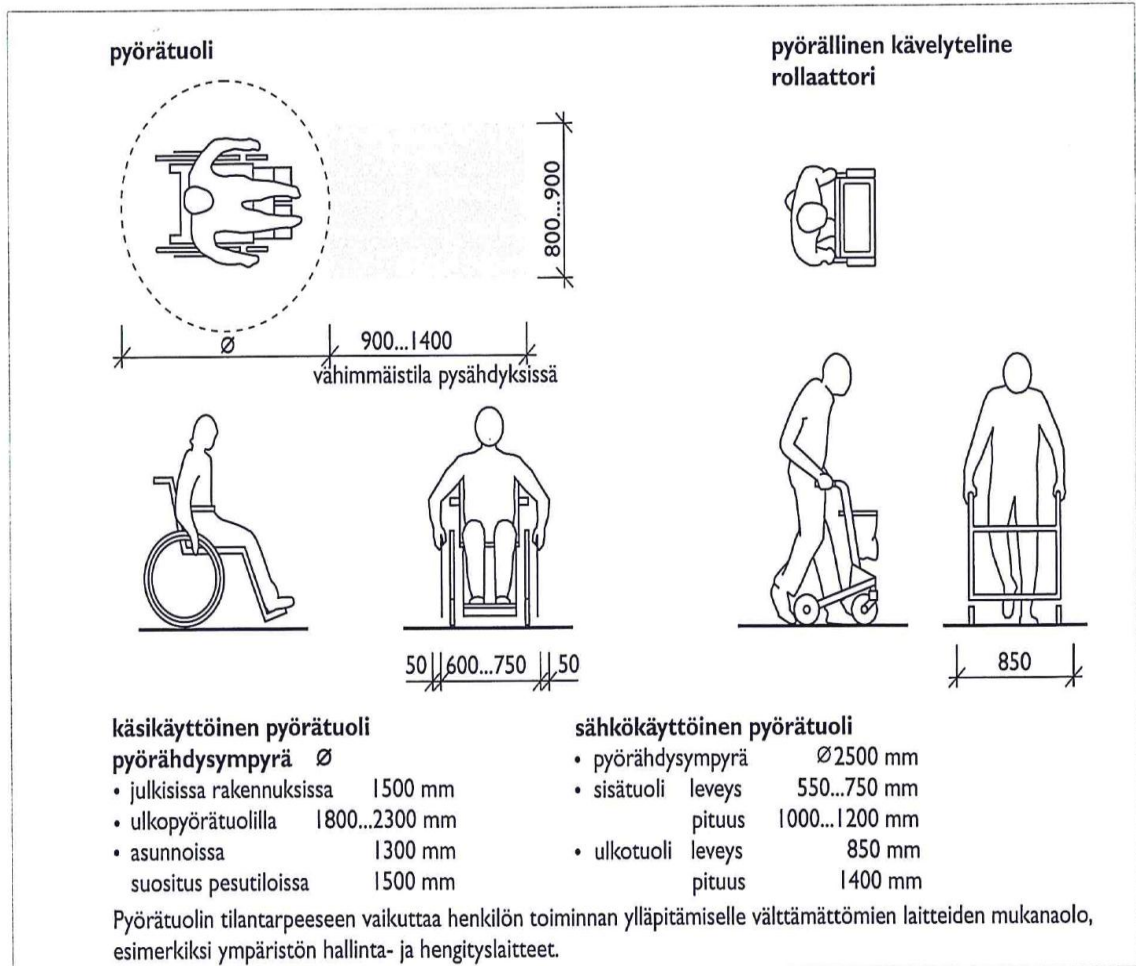 pyörätuoli
pyörällinen kävelyteline
rollaattori
800...900
Ø
900...1400
vähimmäistila pysähdyksissä
50 600...750 50
850
käsikäyttöinen pyörätuoli
pyörähdysympyrä Ø
• julkisissa rakennuksissa 1500 mm
• ulkopyörätuolilla 1800...2300 mm
• asunnoissa 1300 mm
suositus pesutiloissa 1500 mm
sähkökäyttöinen pyörätuoli
• pyörähdysympyrä Ø2500 mm
• sisätuoli leveys 550...750 mm
pituus 1000...1200 mm
• ulkotuoli leveys 850 mm
pituus 1400 mm
Pyörätuolin tilantarpeeseen vaikuttaa henkilön toiminnan ylläpitämiselle välttämättömien laitteiden mukanaolo,
esimerkiksi ympäristön hallinta- ja hengityslaitteet.